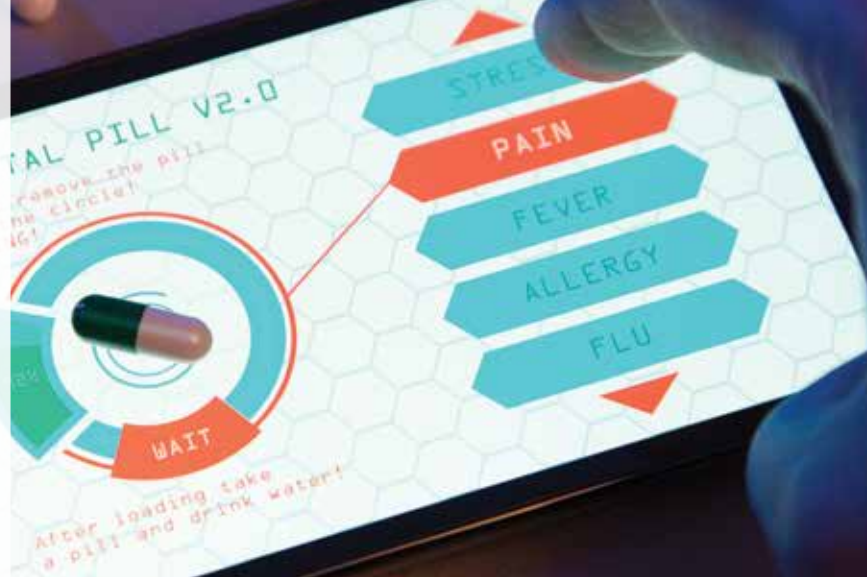 TAL PILL V2.0
remove the pill
he circle!
NG!
WAIT
After loading take
a pill and drink water!
STRES
PAIN
FEVER
ALLERGY
FLU